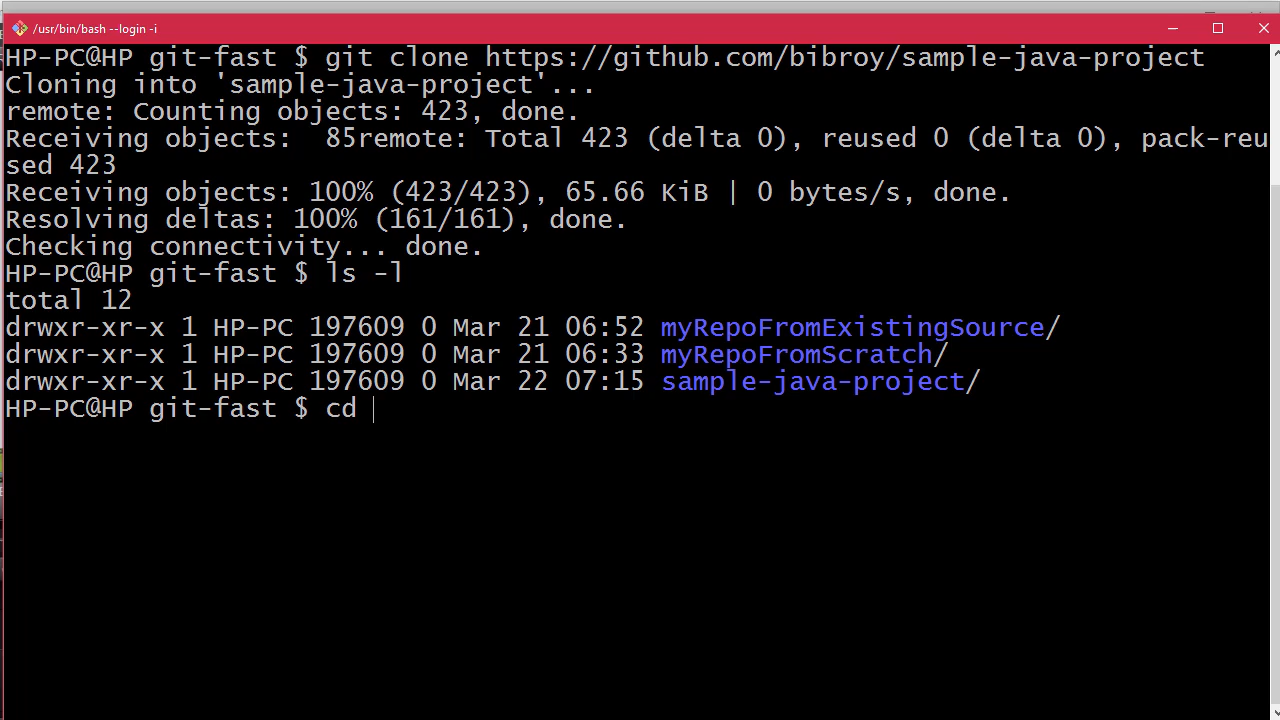 /usr/bin/bash --login -i
HP-PC@HP git-fast $ git clone https://github.com/bibroy/sample-java-project
Cloning into 'sample-java-project'...
remote: Counting objects: 423, done.
Receiving objects:  85remote: Total 423 (delta 0), reused 0 (delta 0), pack-reu
sed 423
Receiving objects: 100% (423/423), 65.66 KiB | 0 bytes/s, done.
Resolving deltas: 100% (161/161), done.
Checking connectivity... done.
HP-PC@HP git-fast $ ls -l
total 12
drwxr-xr-x 1 HP-PC 197609 0 Mar 21 06:52 myRepoFromExistingSource/
drwxr-xr-x 1 HP-PC 197609 0 Mar 21 06:33 myRepoFromScratch/
drwxr-xr-x 1 HP-PC 197609 0 Mar 22 07:15 sample-java-project/
HP-PC@HP git-fast $ cd